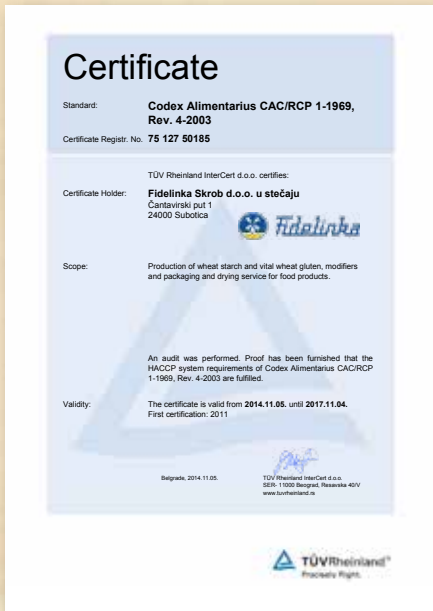 Certificate
Standard: Codex Alimentarius CAC/RCP 1-1969,
Rev. 4-2003
Certificate Registr. No. 75 127 50185
TÜV Rheinland InterCert d.o.o. certifies:
Certificate Holder: Fidelinka Skrob d.o.o. u stečaju
Čantavirski put 1
24000 Subotica
Fidelinka
Scope: Production of wheat starch and vital wheat gluten, modifiers
and packaging and drying service for food products.
An audit was performed. Proof has been furnished that the
HACCP system requirements of Codex Alimentarius CAC/RCP
1-1969, Rev. 4-2003 are fulfilled.
Validity: The certificate is valid from 2014.11.05. until 2017.11.04.
First certification: 2011
Belgrade, 2014.11.05.
TÜV Rheinland InterCert d.o.o.
SER- 11000 Beograd, Resavska 40/V
www.tuvrheinland.rs
TÜVRheinland®
Precisely Right.